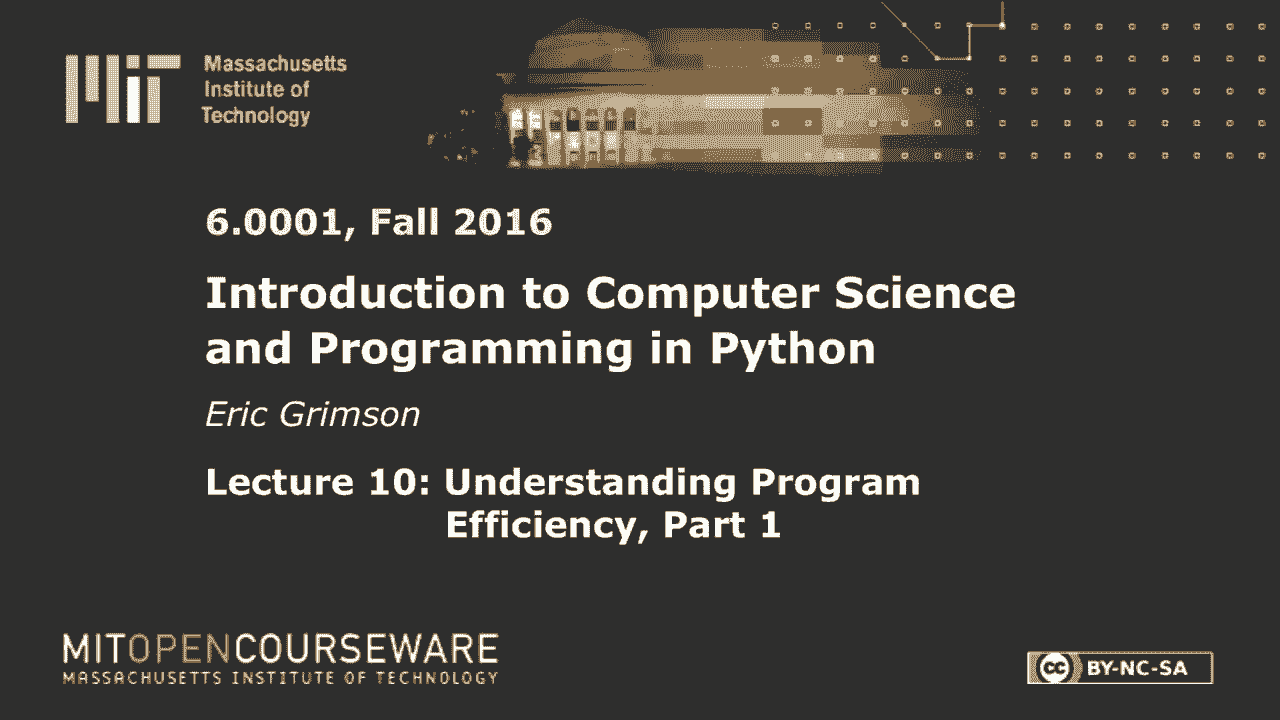 MIT
Massachusetts
Institute of
Technology
6.0001, Fall 2016
Introduction to Computer Science
and Programming in Python
Eric Grimson
Lecture 10: Understanding Program
Efficiency, Part 1
MITOPENCOURSEWARE
MASSACHUSETTS INSTITUTE OF TECHNOLOGY
cc BY-NC-SA